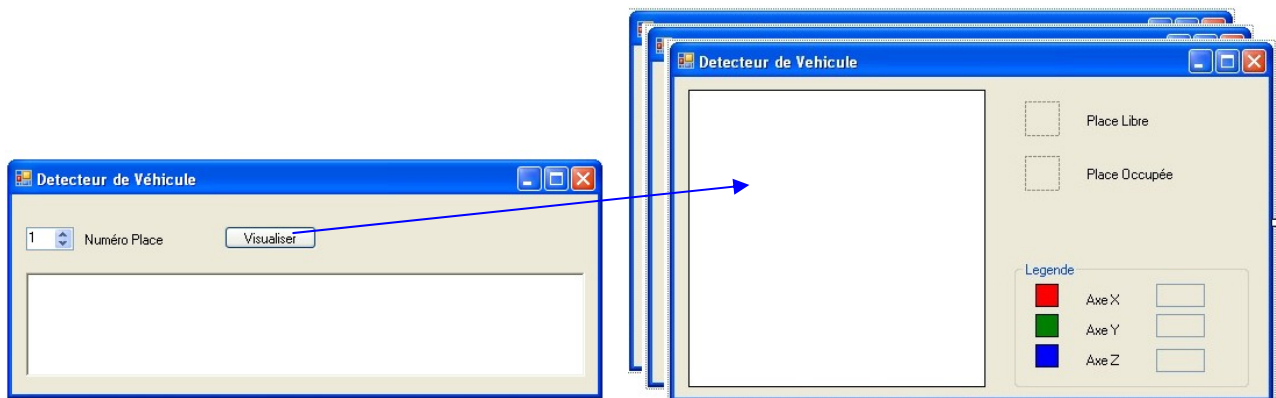 Detecteur de Véhicule
1 Numéro Place Visualiser
Detecteur de Vehicule
Place Libre
Place Occupée
Legende
Axe X
Axe Y
Axe Z